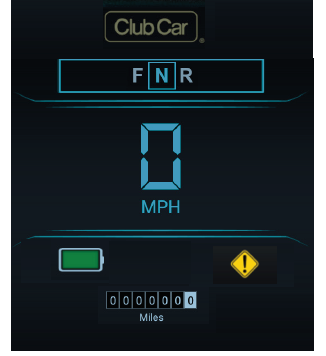 Club Car
F N R
0
MPH
0000000
Miles